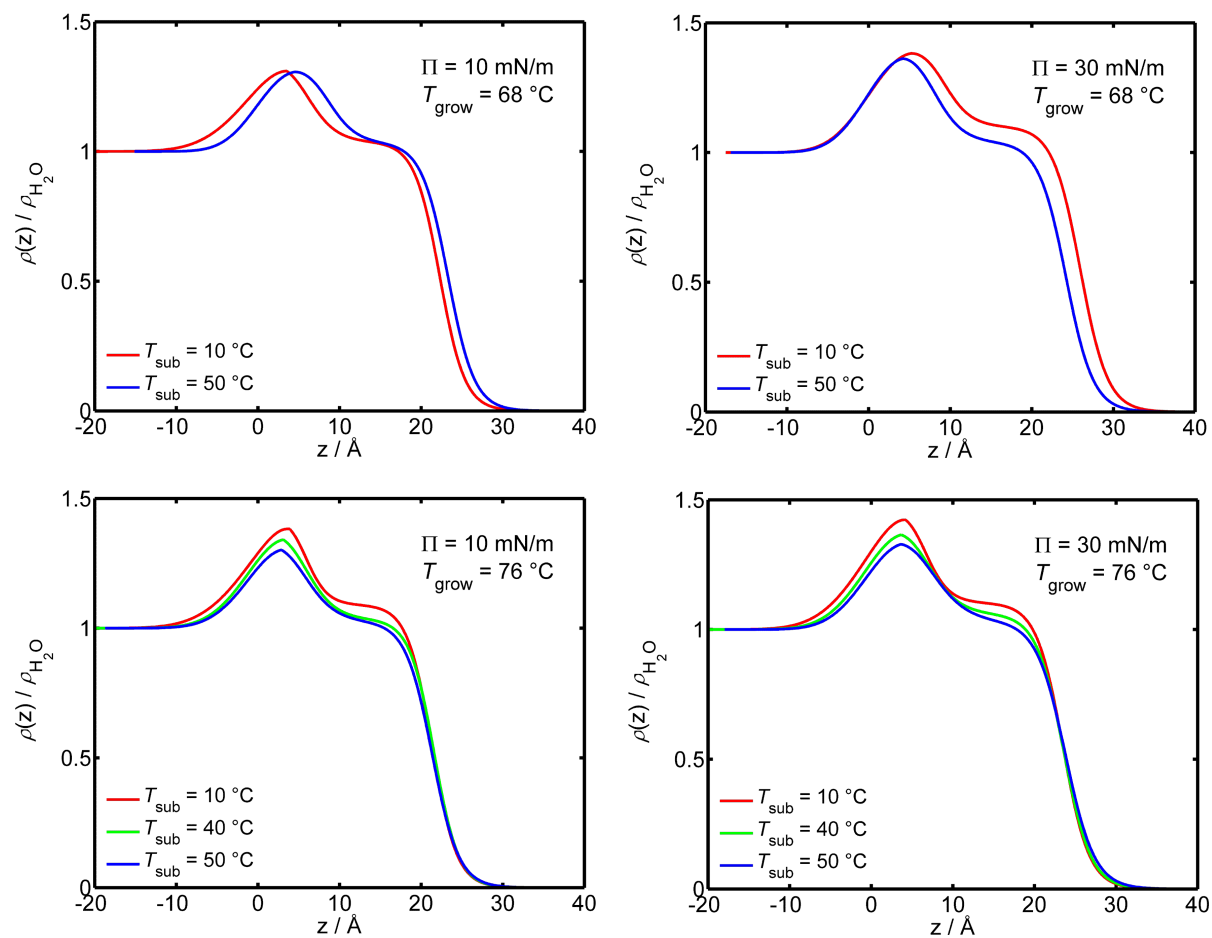 1.5
1
0.5
0
-20
-10
0
10
20
30
40
z / Å
ρ(z) / ρH2O
Π = 10 mN/m
Tgrow = 68 °C
Tsub = 10 °C
Tsub = 50 °C
1.5
1
0.5
0
-20
-10
0
10
20
30
40
z / Å
ρ(z) / ρH2O
Π = 30 mN/m
Tgrow = 68 °C
Tsub = 10 °C
Tsub = 50 °C
1.5
1
0.5
0
-20
-10
0
10
20
30
40
z / Å
ρ(z) / ρH2O
Π = 10 mN/m
Tgrow = 76 °C
Tsub = 10 °C
Tsub = 40 °C
Tsub = 50 °C
1.5
1
0.5
0
-20
-10
0
10
20
30
40
z / Å
ρ(z) / ρH2O
Π = 30 mN/m
Tgrow = 76 °C
Tsub = 10 °C
Tsub = 40 °C
Tsub = 50 °C